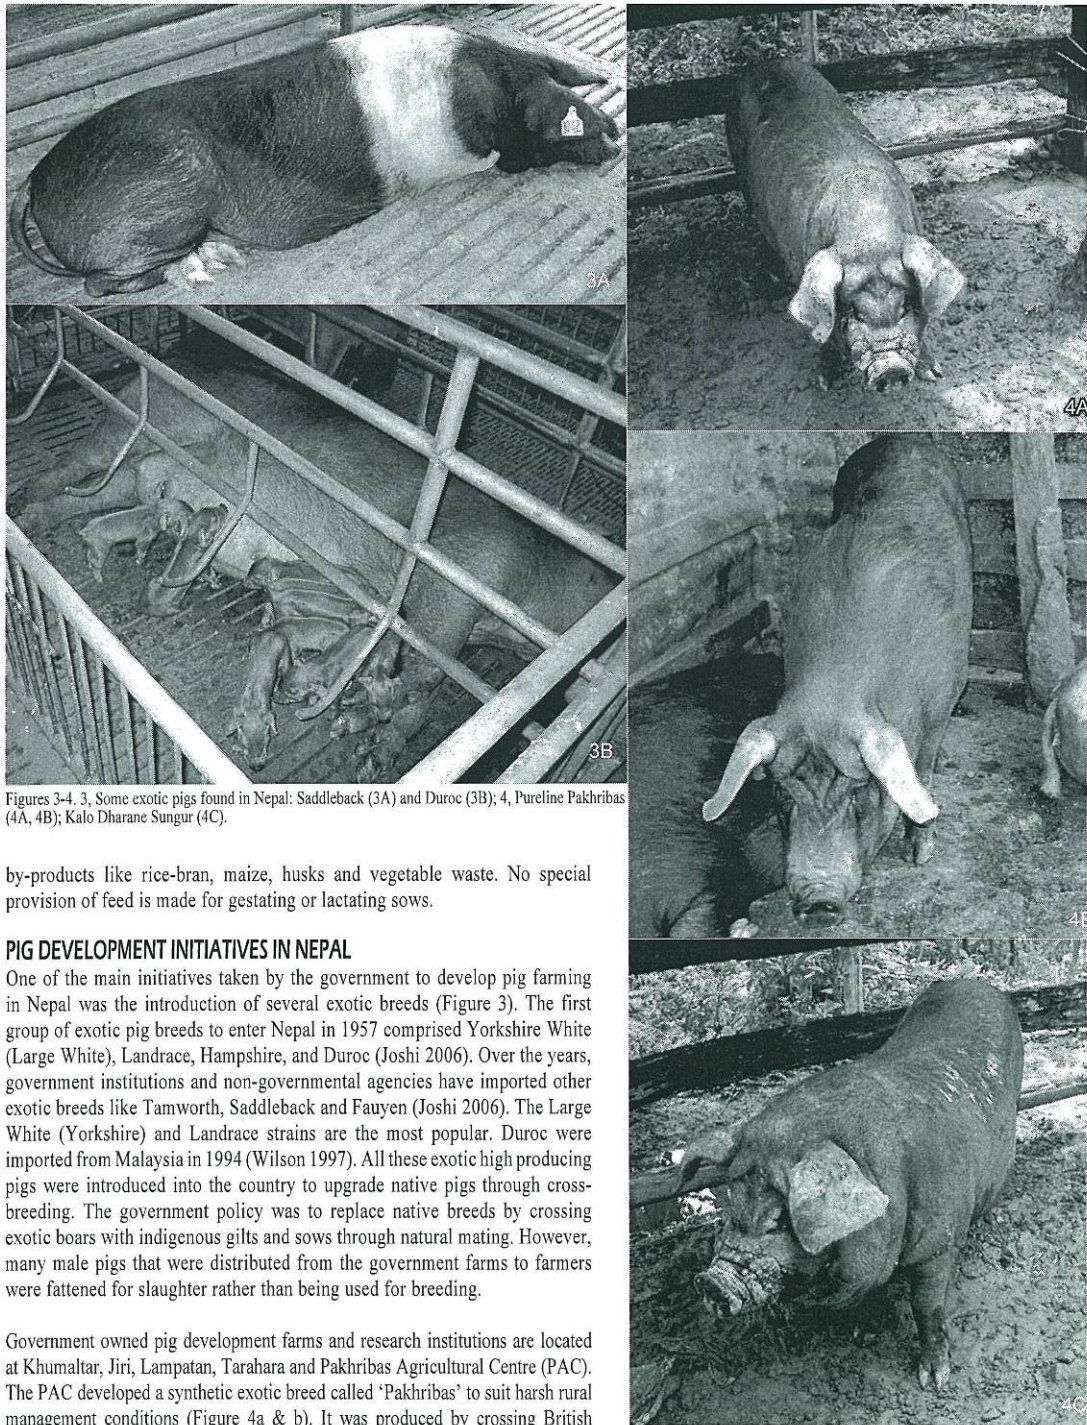 3A
4A
3B
4B
4C
Figures 3-4. 3, Some exotic pigs found in Nepal: Saddleback (3A) and Duroc (3B); 4, Pureline Pakhribas
(4A, 4B); Kalo Dharane Sungur (4C).
by-products like rice-bran, maize, husks and vegetable waste. No special
provision of feed is made for gestating or lactating sows.
PIG DEVELOPMENT INITIATIVES IN NEPAL
One of the main initiatives taken by the government to develop pig farming
in Nepal was the introduction of several exotic breeds (Figure 3). The first
group of exotic pig breeds to enter Nepal in 1957 comprised Yorkshire White
(Large White), Landrace, Hampshire, and Duroc (Joshi 2006). Over the years,
government institutions and non-governmental agencies have imported other
exotic breeds like Tamworth, Saddleback and Fauyen (Joshi 2006). The Large
White (Yorkshire) and Landrace strains are the most popular. Duroc were
imported from Malaysia in 1994 (Wilson 1997). All these exotic high producing
pigs were introduced into the country to upgrade native pigs through cross-
breeding. The government policy was to replace native breeds by crossing
exotic boars with indigenous gilts and sows through natural mating. However,
many male pigs that were distributed from the government farms to farmers
were fattened for slaughter rather than being used for breeding.
Government owned pig development farms and research institutions are located
at Khumaltar, Jiri, Lampatan, Tarahara and Pakhribas Agricultural Centre (PAC).
The PAC developed a synthetic exotic breed called 'Pakhribas' to suit harsh rural
management conditions (Figure 4a & b). It was produced by crossing British